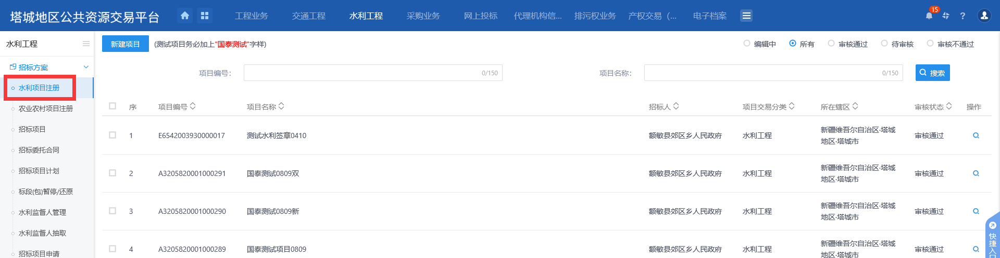 塔城地区公共资源交易平台
工程业务 交通工程 水利工程 采购业务 网上投标 代理机构信... 排污权业务 产权交易（... 电子档案
15
?
水利工程
招标方案
水利项目注册
农业农村项目注册
招标项目
招标委托合同
招标项目计划
标段(包)暂停/还原
水利监督人管理
水利监督人抽取
招标项目申请
新建项目 (测试项目务必加上"国泰测试"字样)
编辑中 所有 审核通过 待审核 审核不通过
项目编号： 0/150 项目名称： 0/150 搜索
序 项目编号 项目名称 招标人 项目交易分类 所在辖区 审核状态 操作
1 E6542003930000017 测试水利签章0410 额敏县郊区乡人民政府 水利工程 新疆维吾尔自治区·塔城 审核通过
地区·塔城市
2 A3205820001000291 国泰测试0809双 额敏县郊区乡人民政府 水利工程 新疆维吾尔自治区·塔城 审核通过
地区·塔城市
3 A3205820001000290 国泰测试0809新 额敏县郊区乡人民政府 水利工程 新疆维吾尔自治区·塔城 审核通过
地区·塔城市
4 A3205820001000289 国泰测试项目0809 额敏县郊区乡人民政府 水利工程 新疆维吾尔自治区·塔城 审核通过
地区·塔城市
快捷入口